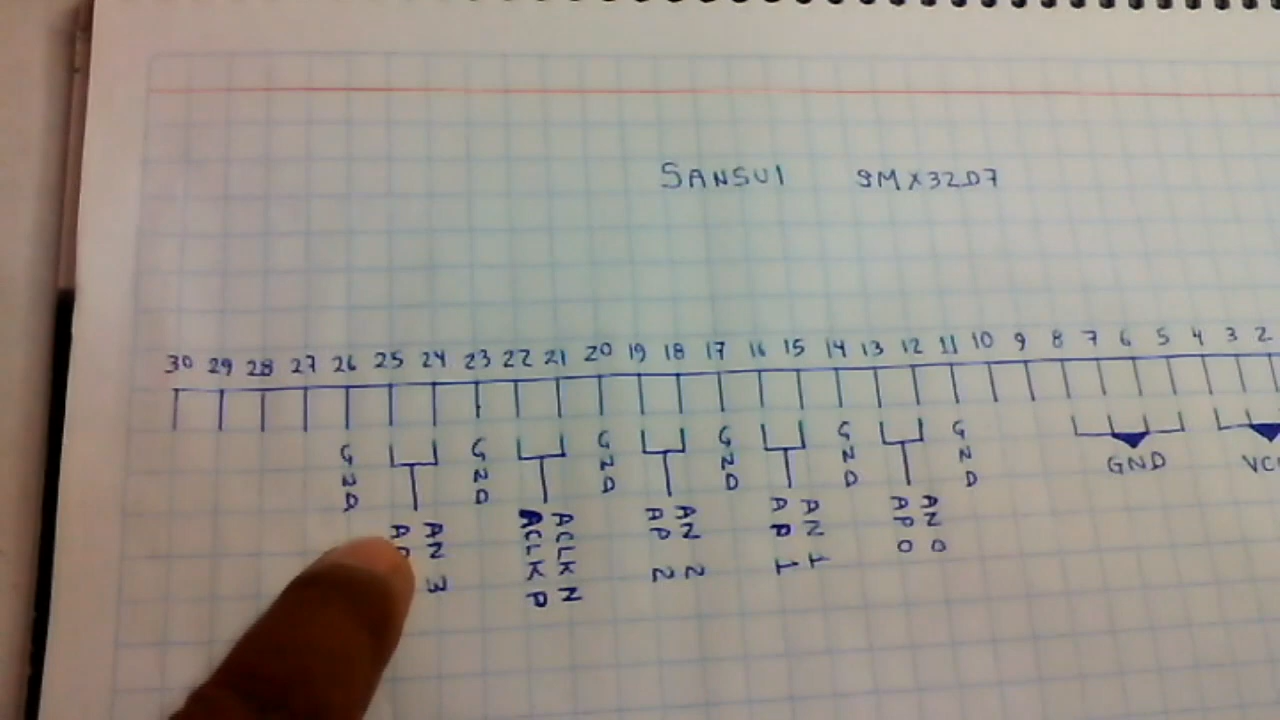 SANSUI SMX32D7
30 29 28 27 26 25 24 23 22 21 20 19 18 17 16 15 14 13 12 11 10 9 8 7 6 5 4 3 2
GND GND GND GND GND GND GND VC
AP AN 3 ACLK P ACLK N AP 2 AN 2 AP 1 AN 1 AP 0 AN 0